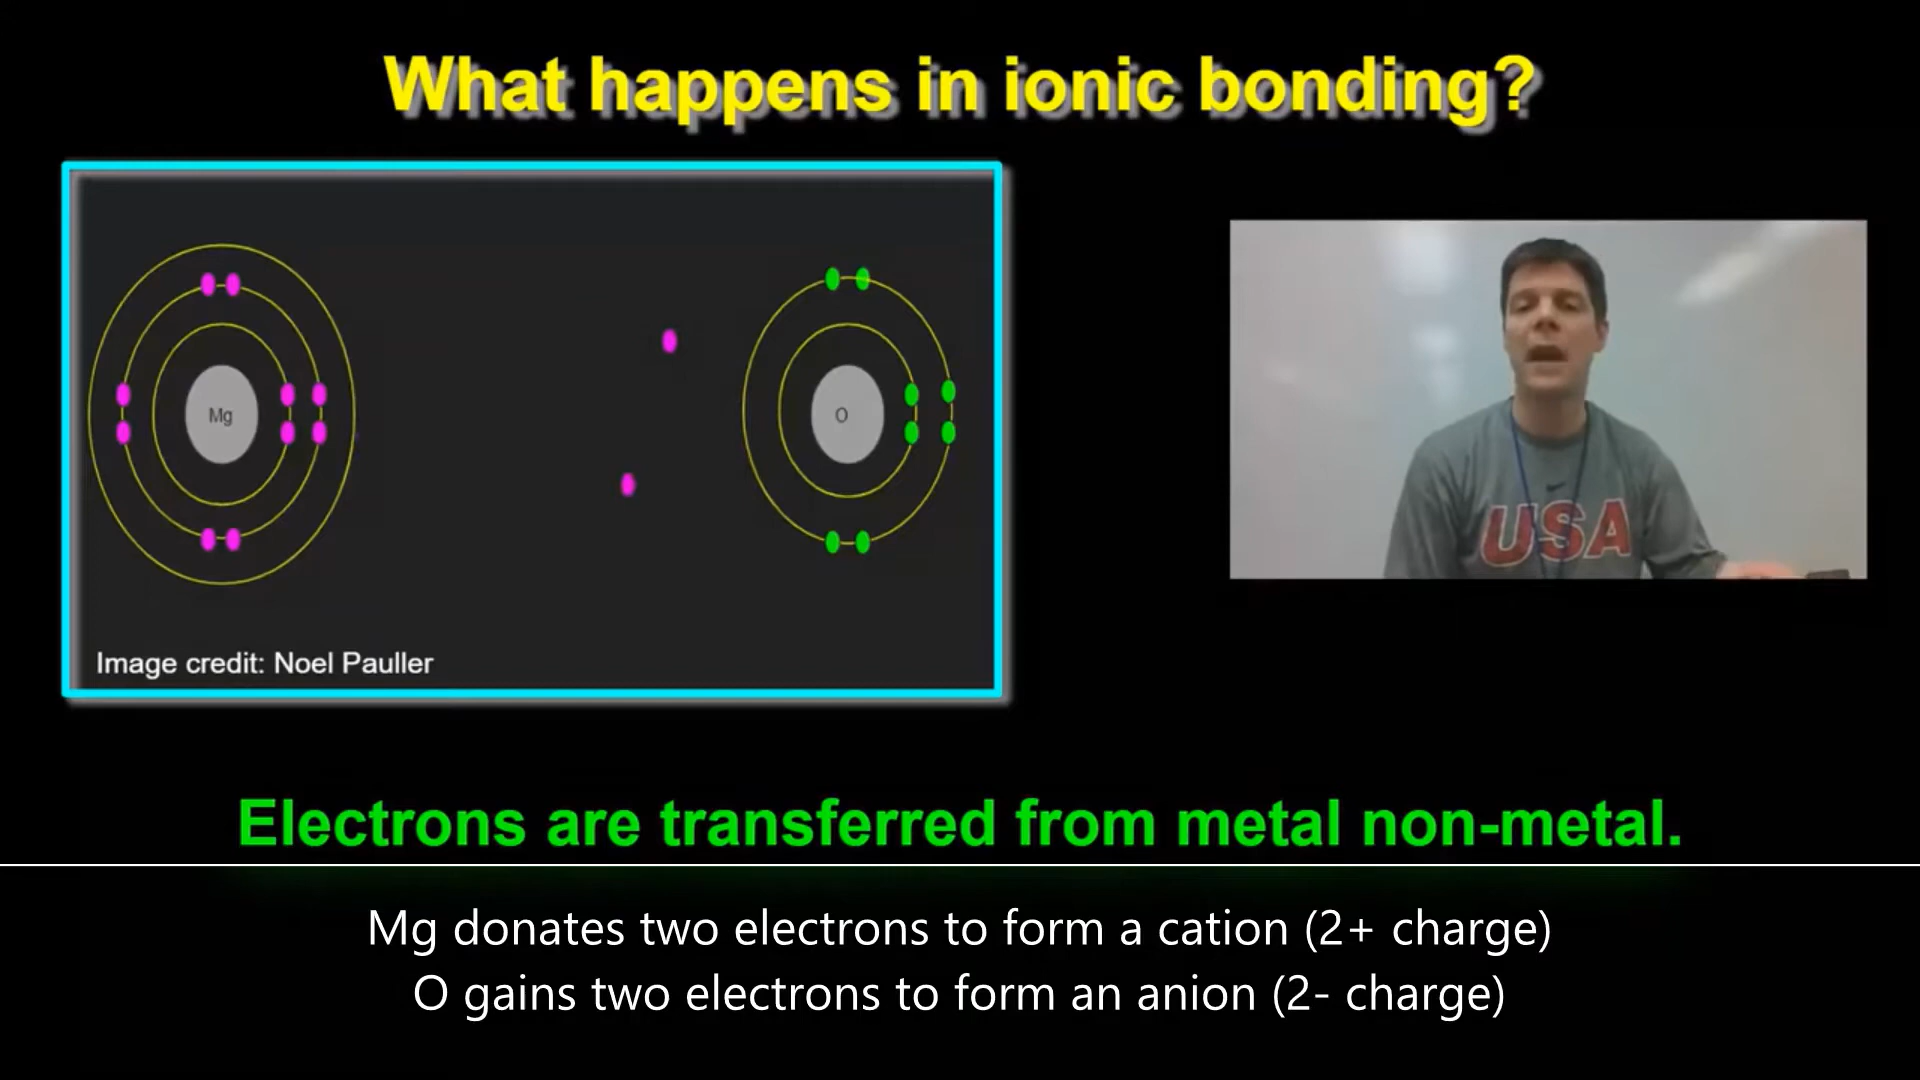 What happens in ionic bonding?
Mg
O
Image credit: Noel Pauller
USA
Electrons are transferred from metal non-metal.
Mg donates two electrons to form a cation (2+ charge)
O gains two electrons to form an anion (2- charge)